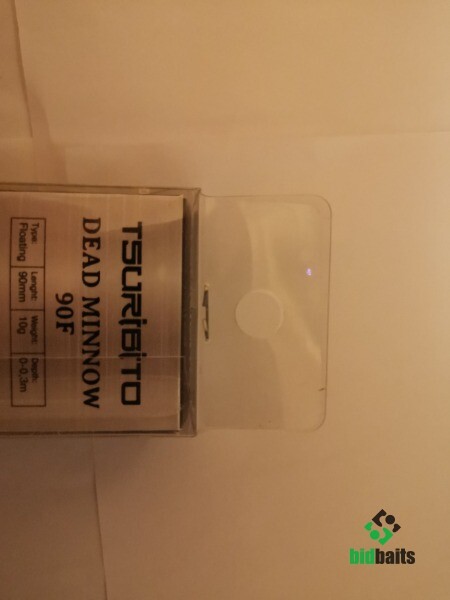 TSURIBITO
DEAD MINNOW
90F
Type: Lenght: Weight: Depth:
Floating 90mm 10g 0-0,3m
bidbaits